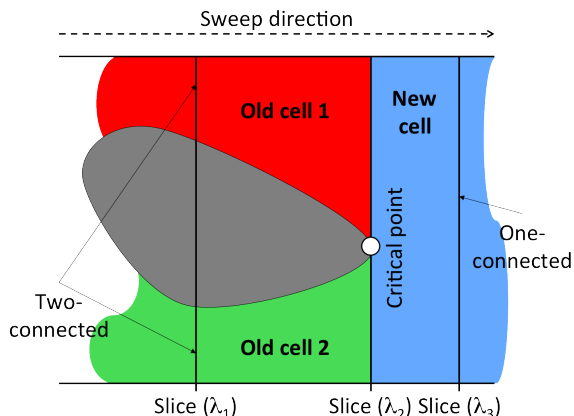 Sweep direction
Old cell 1
New
cell
Critical point
One-
connected
Two-
connected
Old cell 2
Slice (λ₁)
Slice (λ₂)
Slice (λ₃)